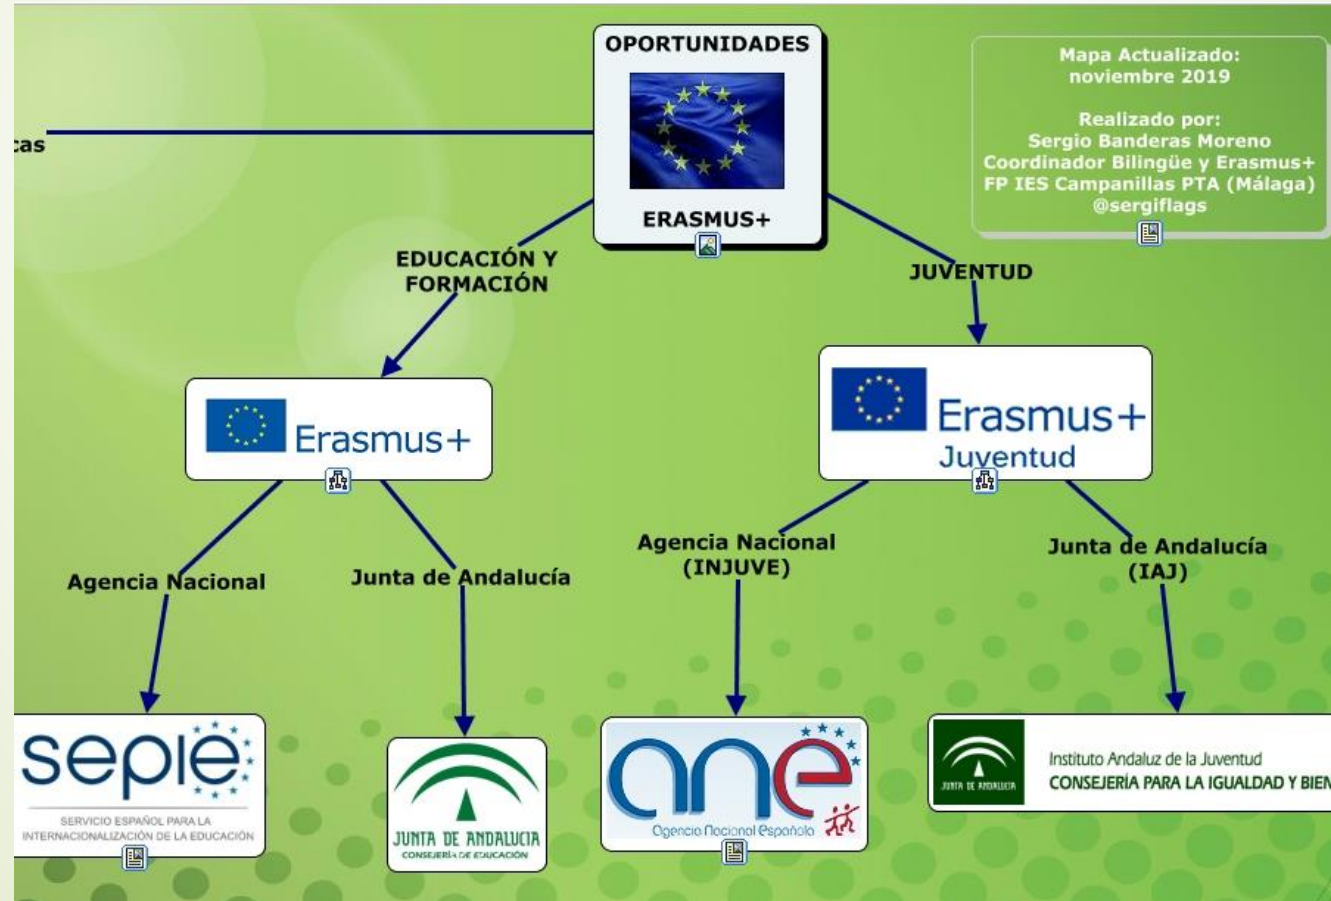 OPORTUNIDADES
ERASMUS+
Mapa Actualizado:
noviembre 2019
Realizado por:
Sergio Banderas Moreno
Coordinador Bilingüe y Erasmus+
FP IES Campanillas PTA (Málaga)
@sergiflags
cas
EDUCACIÓN Y
FORMACIÓN
JUVENTUD
Erasmus+
Erasmus+
Juventud
Agencia Nacional
Junta de Andalucía
Agencia Nacional
(INJUVE)
Junta de Andalucía
(IAJ)
sepie
SERVICIO ESPAÑOL PARA LA
INTERNACIONALIZACIÓN DE LA EDUCACIÓN
JUNTA DE ANDALUCIA
CONSEJERÍA DE EDUCACIÓN
ane
Agencia Nacional Española
JUNTA DE ANDALUCIA
Instituto Andaluz de la Juventud
CONSEJERÍA PARA LA IGUALDAD Y BIEN